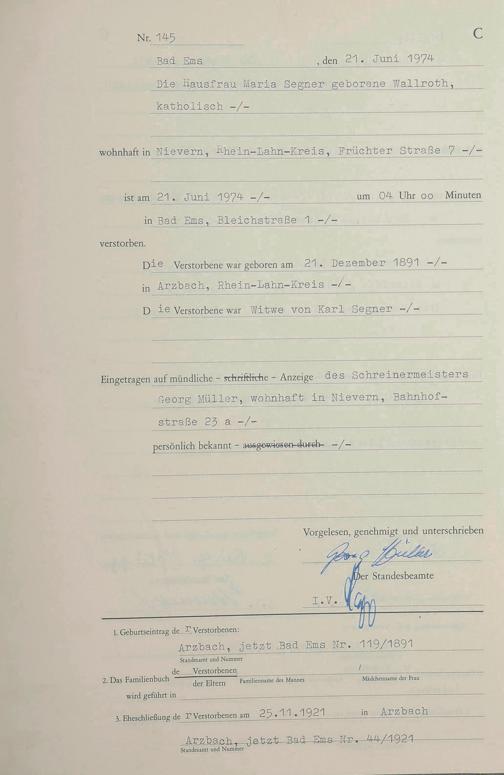 Nr. 145
C
Bad Ems , den 21. Juni 1974
Die Hausfrau Maria Segner geborene Wallroth,
katholisch -/-
wohnhaft in Nievern, Rhein-Lahn-Kreis, Früchter Straße 7 -/-
ist am 21. Juni 1974 -/- um 04 Uhr oo Minuten
in Bad Ems, Bleichstraße 1 -/-
verstorben.
Die Verstorbene war geboren am 21. Dezember 1891 -/-
in Arzbach, Rhein-Lahn-Kreis -/-
D ie Verstorbene war Witwe von Karl Segner -/-
Eingetragen auf mündliche - schriftliche - Anzeige des Schreinermeisters
Georg Müller, wohnhaft in Nievern, Bahnhof-
straße 23 a -/-
persönlich bekannt - ausgewiesen durch -/-
Vorgelesen, genehmigt und unterschrieben
Georg Müller
Der Standesbeamte
I.V.
1. Geburtseintrag de r Verstorbenen:
Arzbach, jetzt Bad Ems Nr. 119/1891
Standesamt und Nummer
de Verstorbenen /
2. Das Familienbuch der Eltern Familienname des Mannes Mädchenname der Frau
wird geführt in
3. Eheschließung de r Verstorbenen am 25.11.1921 in Arzbach
Arzbach, jetzt Bad Ems Nr. 44/1921
Standesamt und Nummer